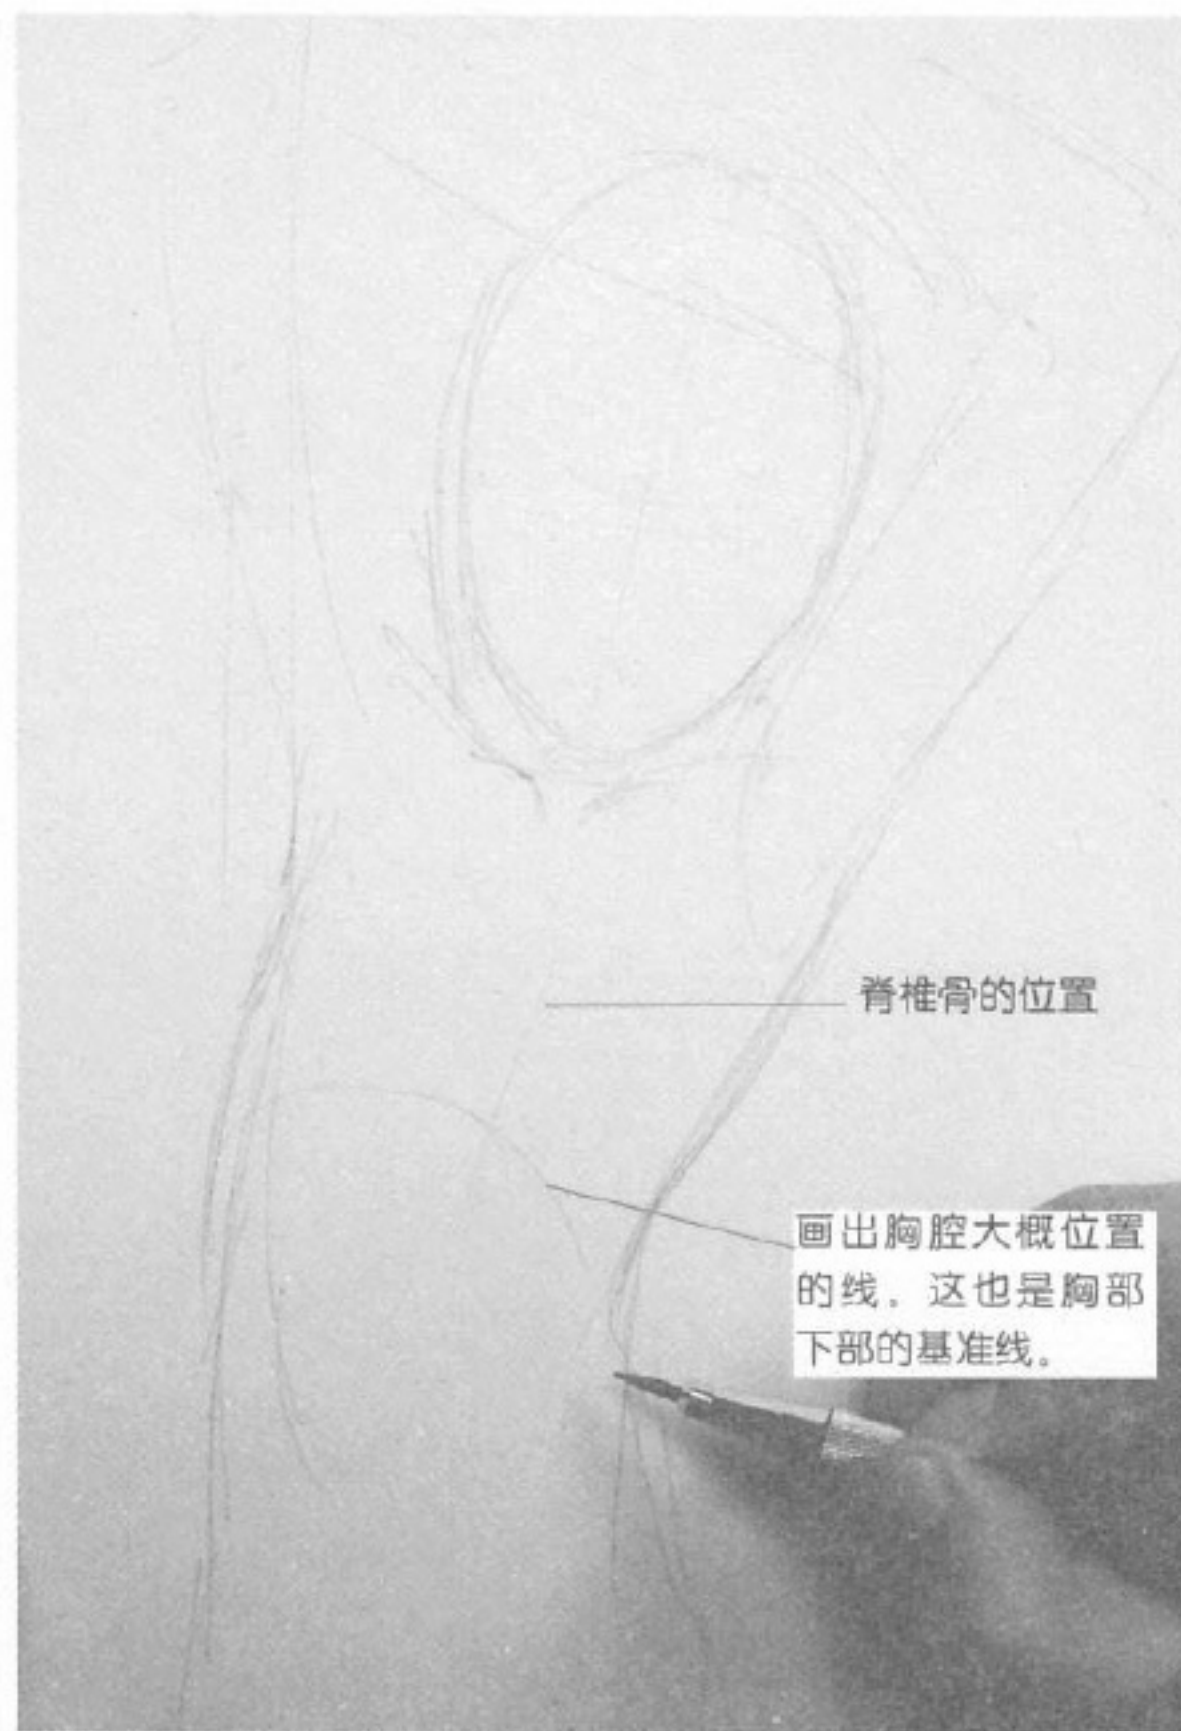 脊椎骨的位置
画出胸腔大概位置
的线．这也是胸部
下部的基准线。